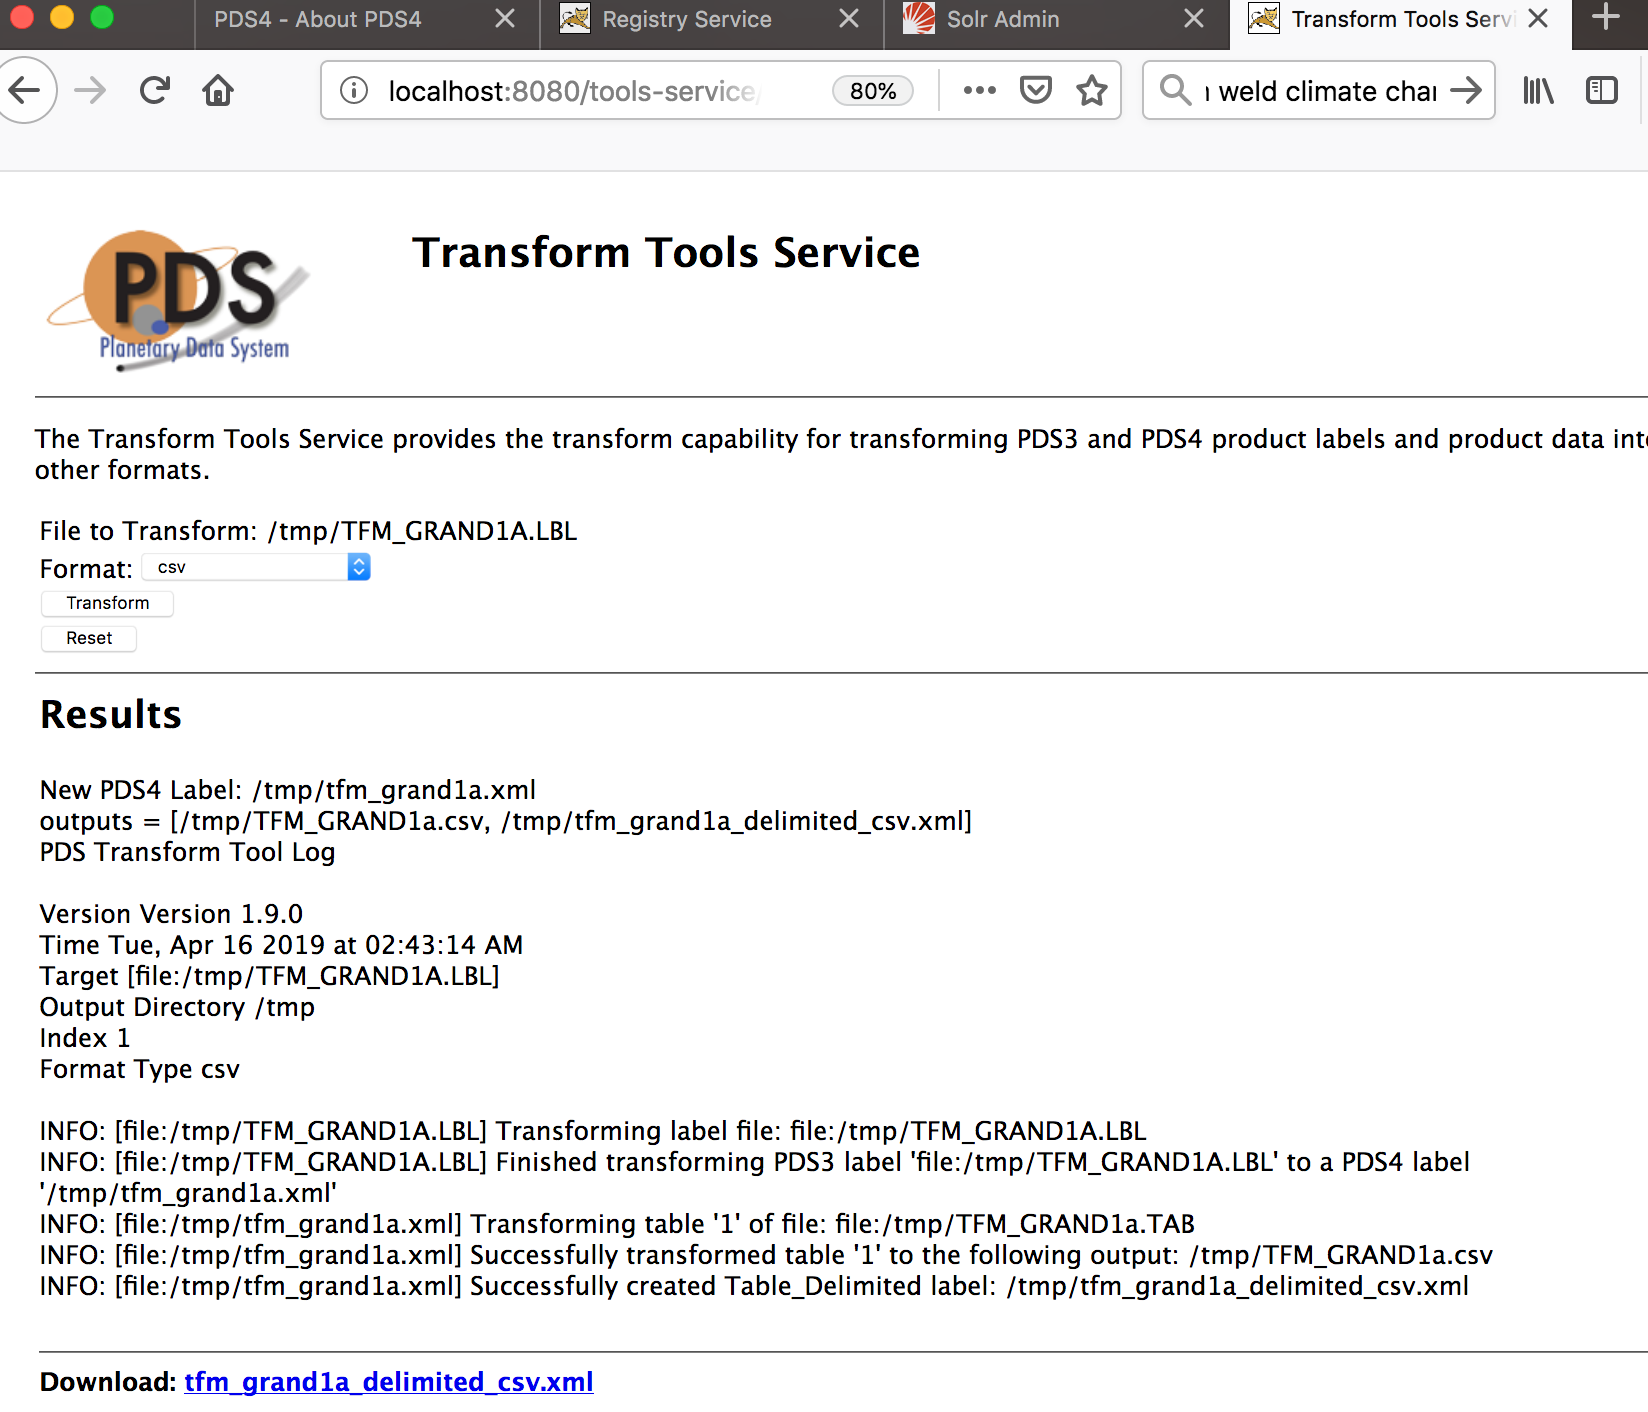 PDS4 - About PDS4
Registry Service
Solr Admin
Transform Tools Servi
localhost:8080/tools-service/
80%
weld climate chai
Transform Tools Service
PDS
Planetary Data System
The Transform Tools Service provides the transform capability for transforming PDS3 and PDS4 product labels and product data into
other formats.
File to Transform: /tmp/TFM_GRAND1A.LBL
Format: csv
Transform
Reset
Results
New PDS4 Label: /tmp/tfm_grand1a.xml
outputs = [/tmp/TFM_GRAND1a.csv, /tmp/tfm_grand1a_delimited_csv.xml]
PDS Transform Tool Log
Version Version 1.9.0
Time Tue, Apr 16 2019 at 02:43:14 AM
Target [file:/tmp/TFM_GRAND1A.LBL]
Output Directory /tmp
Index 1
Format Type csv
INFO: [file:/tmp/TFM_GRAND1A.LBL] Transforming label file: file:/tmp/TFM_GRAND1A.LBL
INFO: [file:/tmp/TFM_GRAND1A.LBL] Finished transforming PDS3 label 'file:/tmp/TFM_GRAND1A.LBL' to a PDS4 label
'/tmp/tfm_grand1a.xml'
INFO: [file:/tmp/tfm_grand1a.xml] Transforming table '1' of file: file:/tmp/TFM_GRAND1a.TAB
INFO: [file:/tmp/tfm_grand1a.xml] Successfully transformed table '1' to the following output: /tmp/TFM_GRAND1a.csv
INFO: [file:/tmp/tfm_grand1a.xml] Successfully created Table_Delimited label: /tmp/tfm_grand1a_delimited_csv.xml
Download: tfm_grand1a_delimited_csv.xml